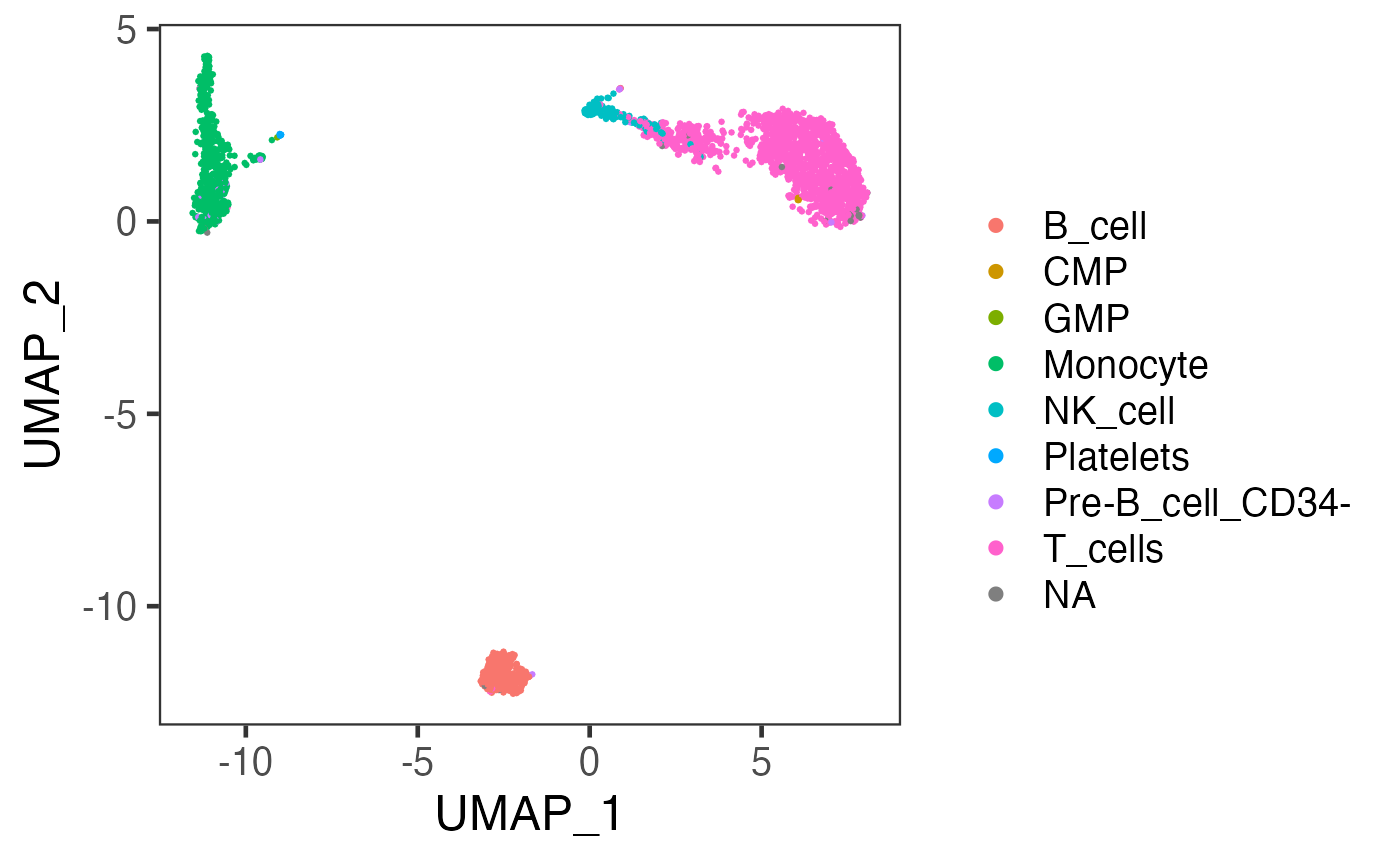 5
0
-5
-10
UMAP_2
-10
-5
0
5
UMAP_1
B_cell
CMP
GMP
Monocyte
NK_cell
Platelets
Pre-B_cell_CD34-
T_cells
NA